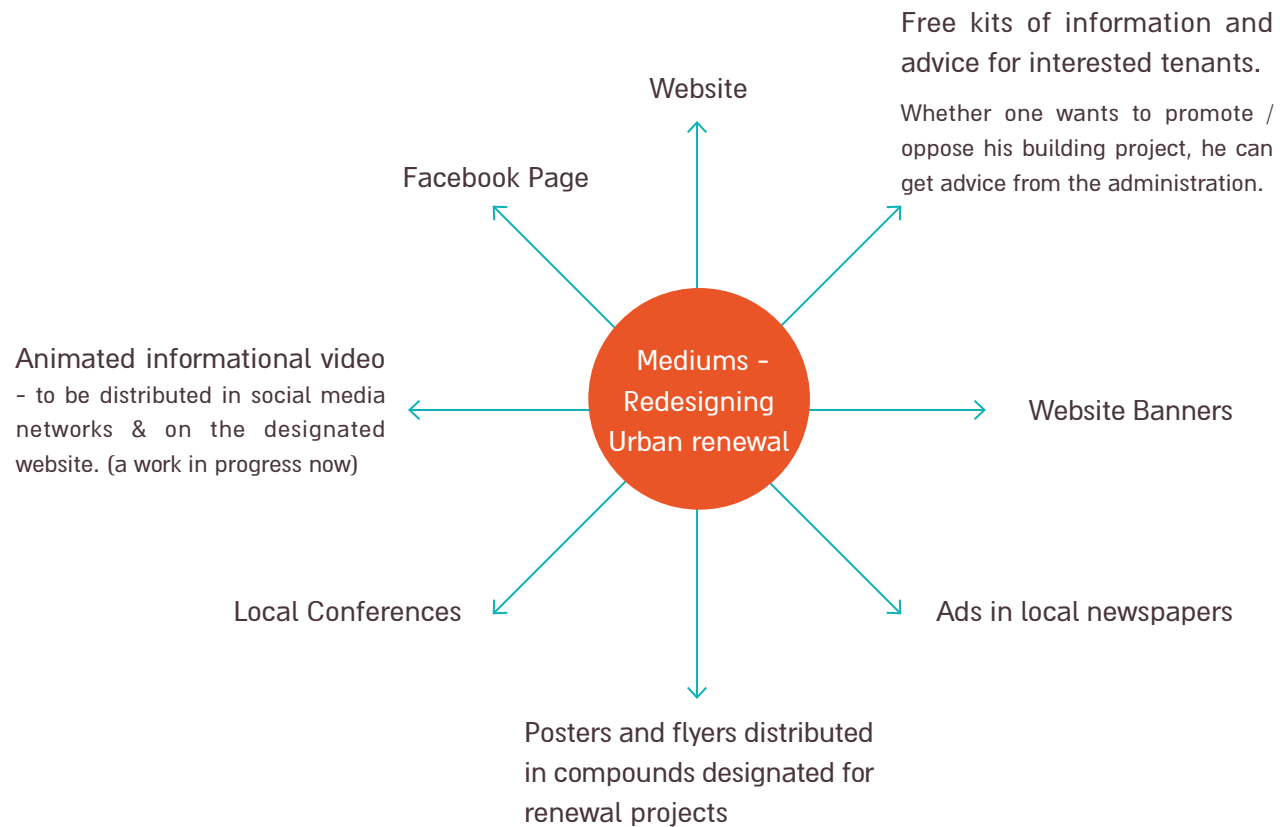 Free kits of information and
advice for interested tenants.
Whether one wants to promote /
oppose his building project, he can
get advice from the administration.
Website
Facebook Page
Animated informational video
- to be distributed in social media
networks & on the designated
website. (a work in progress now)
Mediums -
Redesigning
Urban renewal
Website Banners
Local Conferences
Ads in local newspapers
Posters and flyers distributed
in compounds designated for
renewal projects